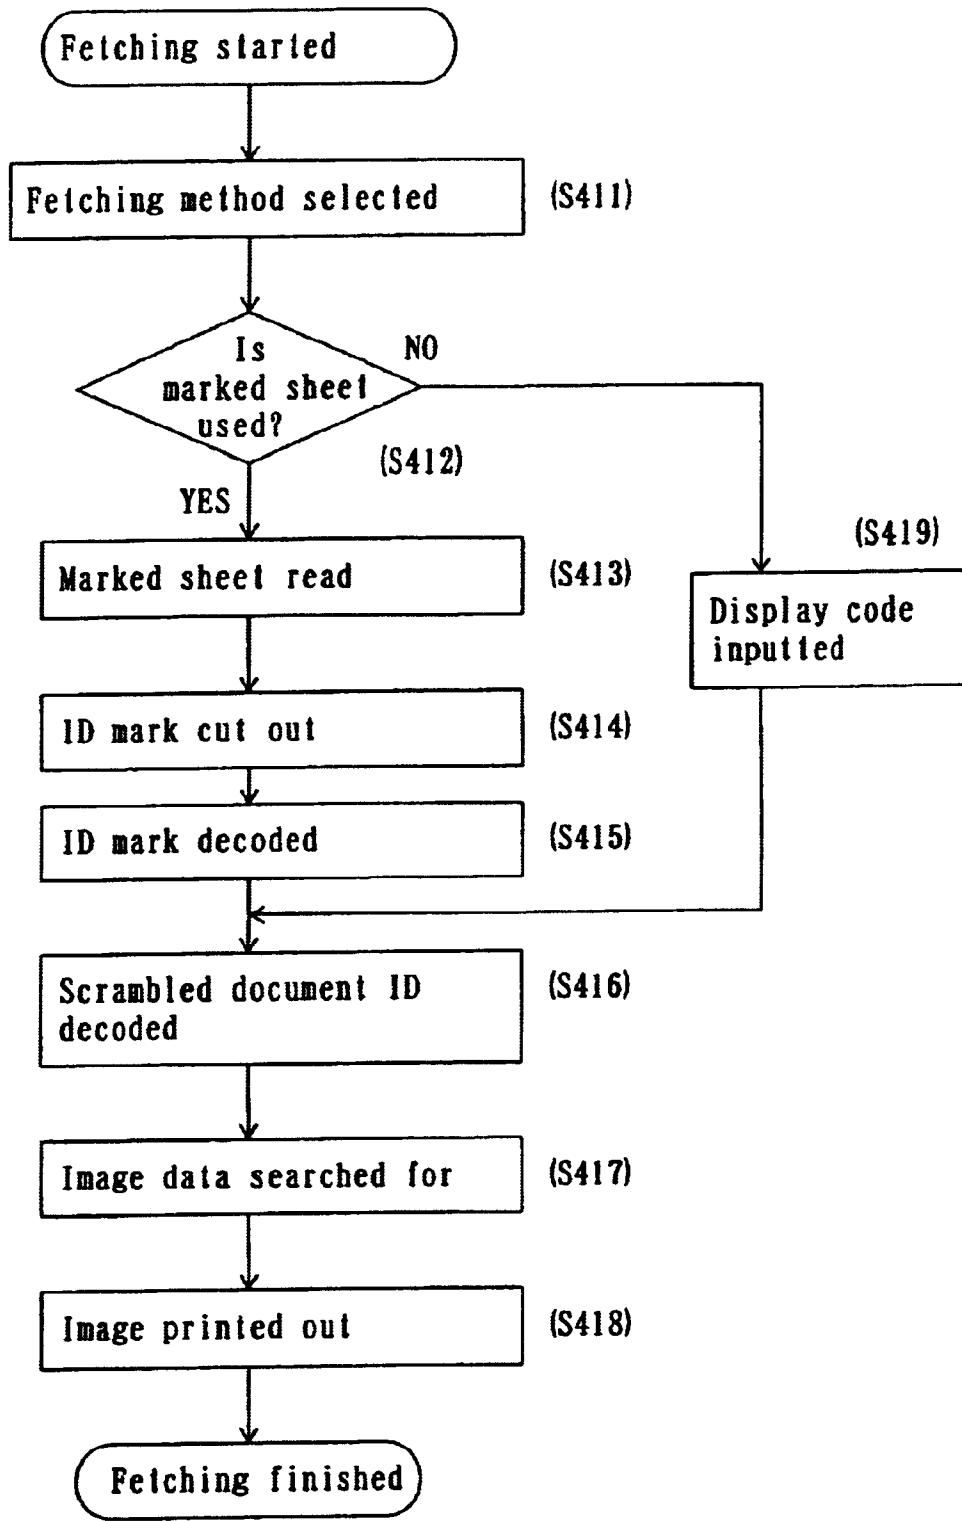 Fetching started
Fetching method selected
(S411)
Is
marked sheet
used?
NO
(S412)
YES
(S419)
Marked sheet read
(S413)
Display code
inputted
ID mark cut out
(S414)
ID mark decoded
(S415)
Scrambled document ID
decoded
(S416)
Image data searched for
(S417)
Image printed out
(S418)
Fetching finished